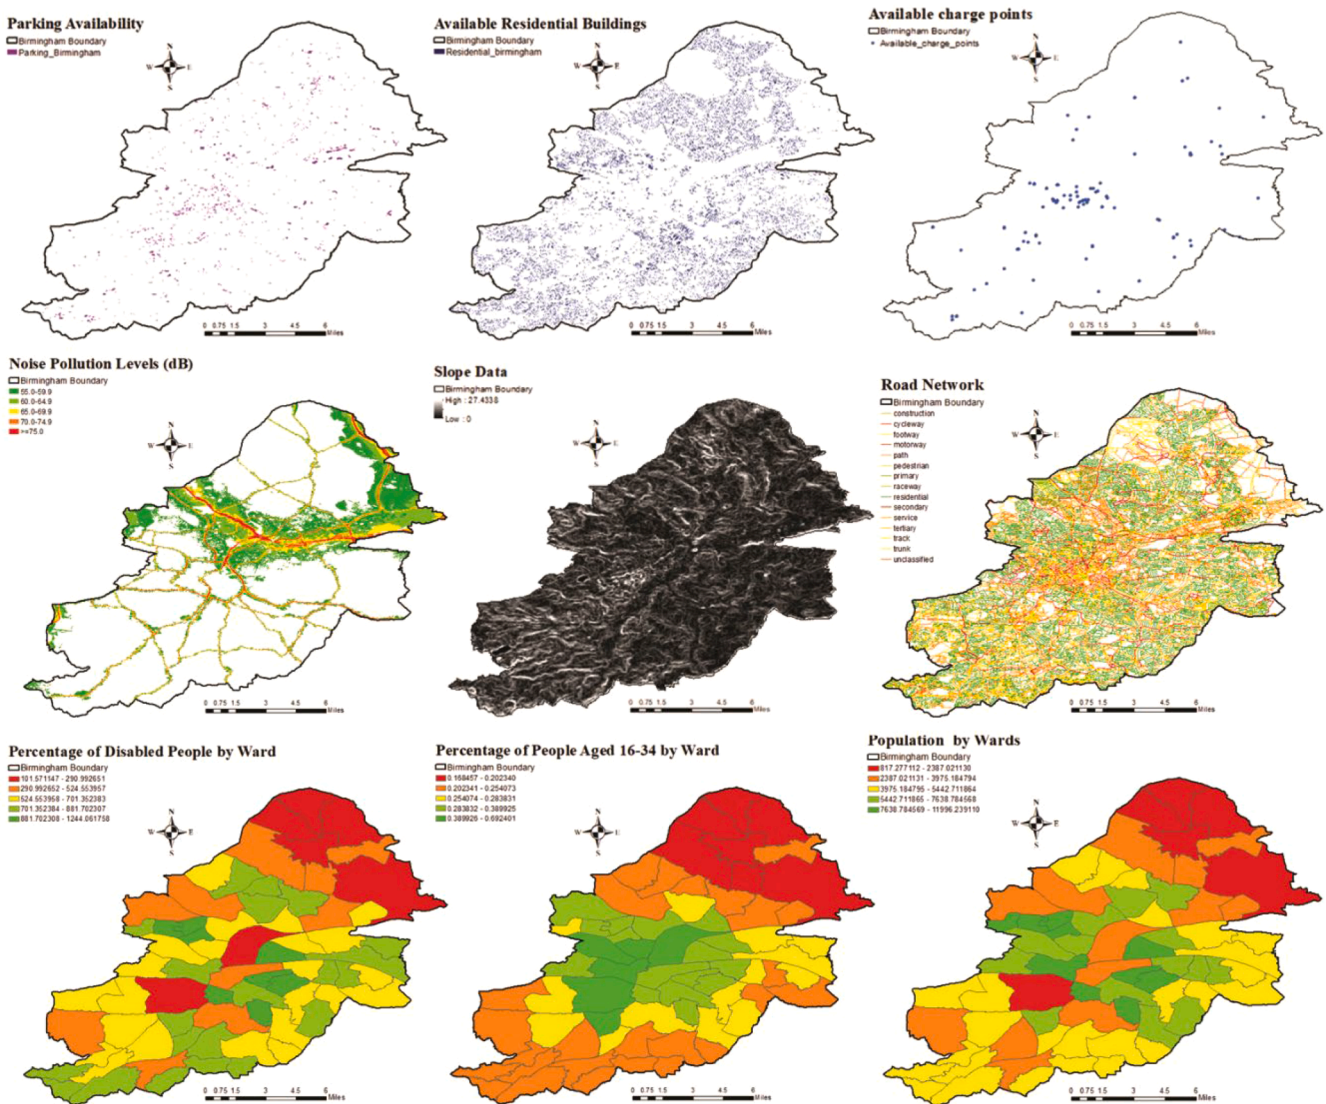 Parking Availability
Birmingham Boundary
Parking_Birmingham
N
W E
S
0 0.75 1.5 3 4.5 6
Miles
Available Residential Buildings
Birmingham Boundary
Residential_birmingham
N
W E
S
0 0.75 1.5 3 4.5 6
Miles
Available charge points
Birmingham Boundary
Available_charge_points
N
W E
S
0 0.75 1.5 3 4.5 6
Miles
Noise Pollution Levels (dB)
Birmingham Boundary
55.0-59.9
60.0-64.9
65.0-69.9
70.0-74.9
>=75.0
N
W E
S
0 0.75 1.5 3 4.5 6
Miles
Slope Data
Birmingham Boundary
High : 27.4338
Low : 0
N
W E
S
0 0.75 1.5 3 4.5 6
Miles
Road Network
Birmingham Boundary
construction
cycleway
footway
motorway
path
pedestrian
primary
raceway
residential
secondary
service
tertiary
track
trunk
unclassified
N
W E
S
0 0.75 1.5 3 4.5 6
Miles
Percentage of Disabled People by Ward
Birmingham Boundary
101.571147 - 290.992651
290.992652 - 524.553957
524.553958 - 701.352383
701.352384 - 881.702307
881.702308 - 1244.061758
N
W E
S
0 0.75 1.5 3 4.5 6
Miles
Percentage of People Aged 16-34 by Ward
Birmingham Boundary
0.168457 - 0.202340
0.202341 - 0.254073
0.254074 - 0.283831
0.283832 - 0.389925
0.389926 - 0.692401
N
W E
S
0 0.75 1.5 3 4.5 6
Miles
Population by Wards
Birmingham Boundary
817.277112 - 2387.021130
2387.021131 - 3975.184794
3975.184795 - 5442.711864
5442.711865 - 7638.784568
7638.784569 - 11996.239110
N
W E
S
0 0.75 1.5 3 4.5 6
Miles